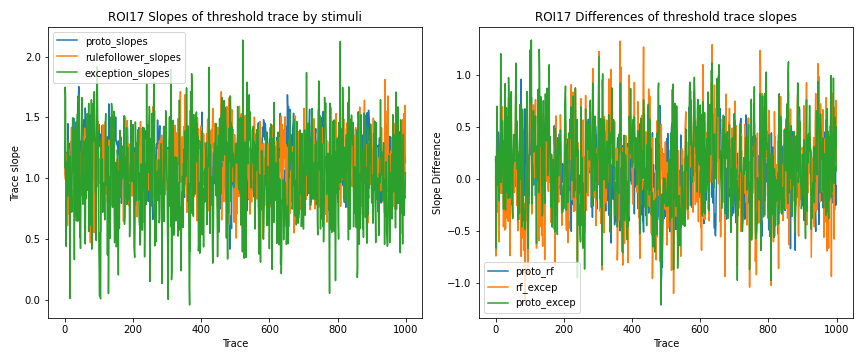 ROI17 Slopes of threshold trace by stimuli
proto_slopes
rulefollower_slopes
exception_slopes
Trace slope
2.0
1.5
1.0
0.5
0.0
0
200
400
600
800
1000
Trace
ROI17 Differences of threshold trace slopes
Slope Difference
1.0
0.5
0.0
−0.5
−1.0
proto_rf
rf_excep
proto_excep
0
200
400
600
800
1000
Trace